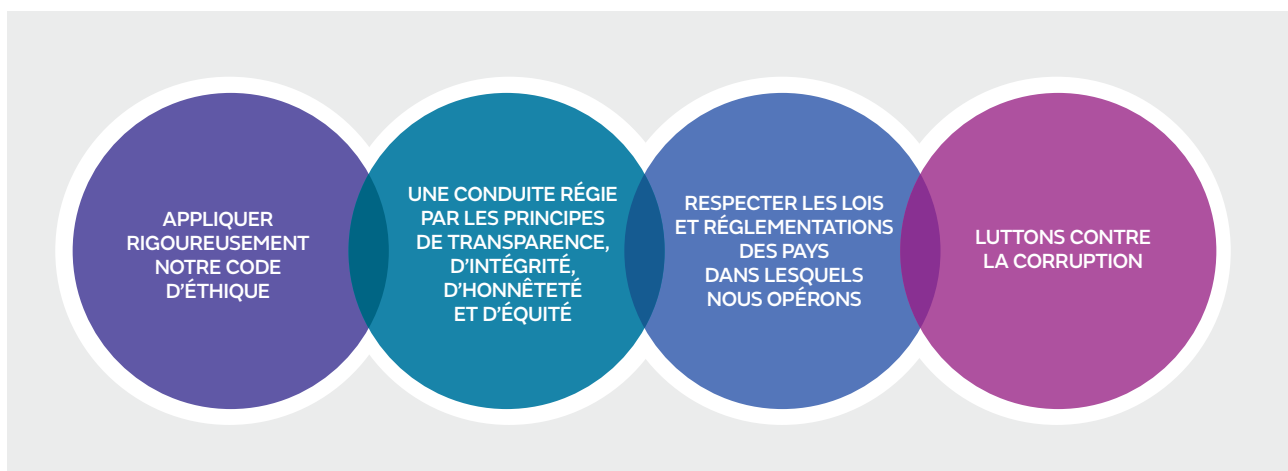 APPLIQUER
RIGOUREUSEMENT
NOTRE CODE
D'ÉTHIQUE
UNE CONDUITE RÉGIE
PAR LES PRINCIPES
DE TRANSPARENCE,
D'INTÉGRITÉ,
D'HONNÊTETÉ
ET D'ÉQUITÉ
RESPECTER LES LOIS
ET RÉGLEMENTATIONS
DES PAYS
DANS LESQUELS
NOUS OPÉRONS
LUTTONS CONTRE
LA CORRUPTION